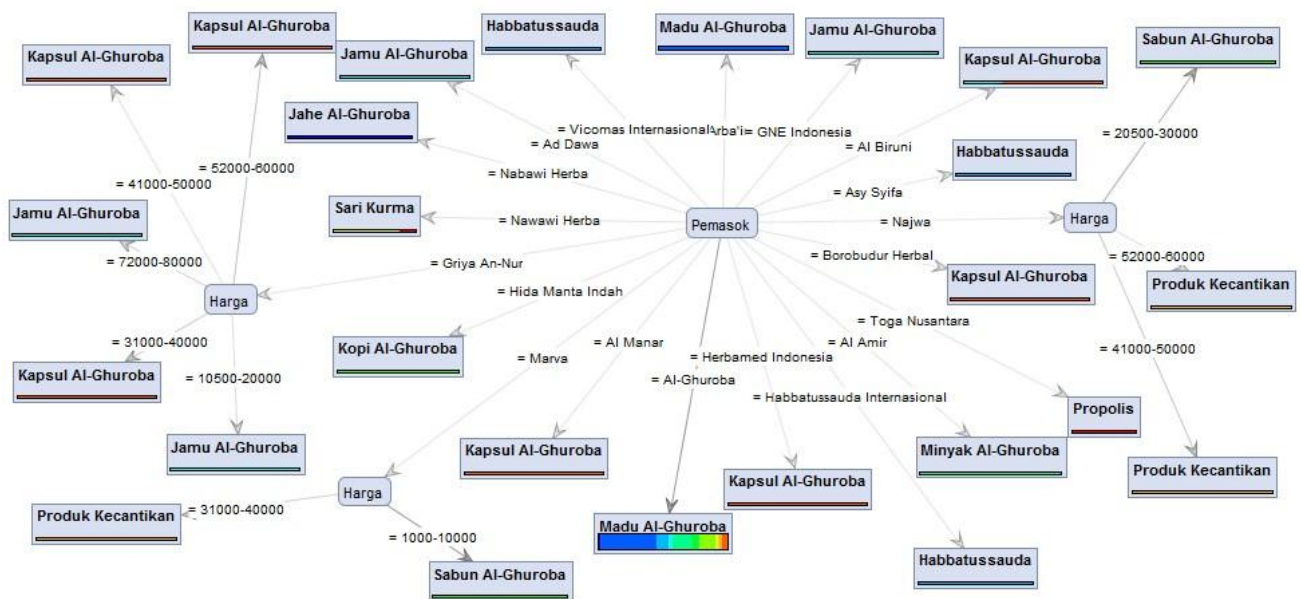 Kapsul Al-Ghuroba
Habbatussauda
Madu Al-Ghuroba
Jamu Al-Ghuroba
Sabun Al-Ghuroba
Kapsul Al-Ghuroba
Jamu Al-Ghuroba
Kapsul Al-Ghuroba
Jahe Al-Ghuroba
= Vicomas Internasional
Arba'i
= GNE Indonesia
= 20500-30000
= Ad Dawa
= Al Biruni
Habbatussauda
= 52000-60000
= Nabawi Herba
= 41000-50000
= Asy Syifa
Jamu Al-Ghuroba
Sari Kurma
= Nawawi Herba
Pemasok
= Najwa
Harga
= 72000-80000
= Griya An-Nur
= Borobudur Herbal
= 52000-60000
Kapsul Al-Ghuroba
Produk Kecantikan
= Hida Manta Indah
Harga
= Toga Nusantara
= 31000-40000
Kopi Al-Ghuroba
= Marva
= Al Manar
= Herbamed Indonesia
= Al Amir
= 41000-50000
Kapsul Al-Ghuroba
= 10500-20000
= Al-Ghuroba
= Habbatussauda Internasional
Propolis
Jamu Al-Ghuroba
Kapsul Al-Ghuroba
Minyak Al-Ghuroba
Produk Kecantikan
Kapsul Al-Ghuroba
Harga
Produk Kecantikan
= 31000-40000
Madu Al-Ghuroba
= 1000-10000
Habbatussauda
Sabun Al-Ghuroba